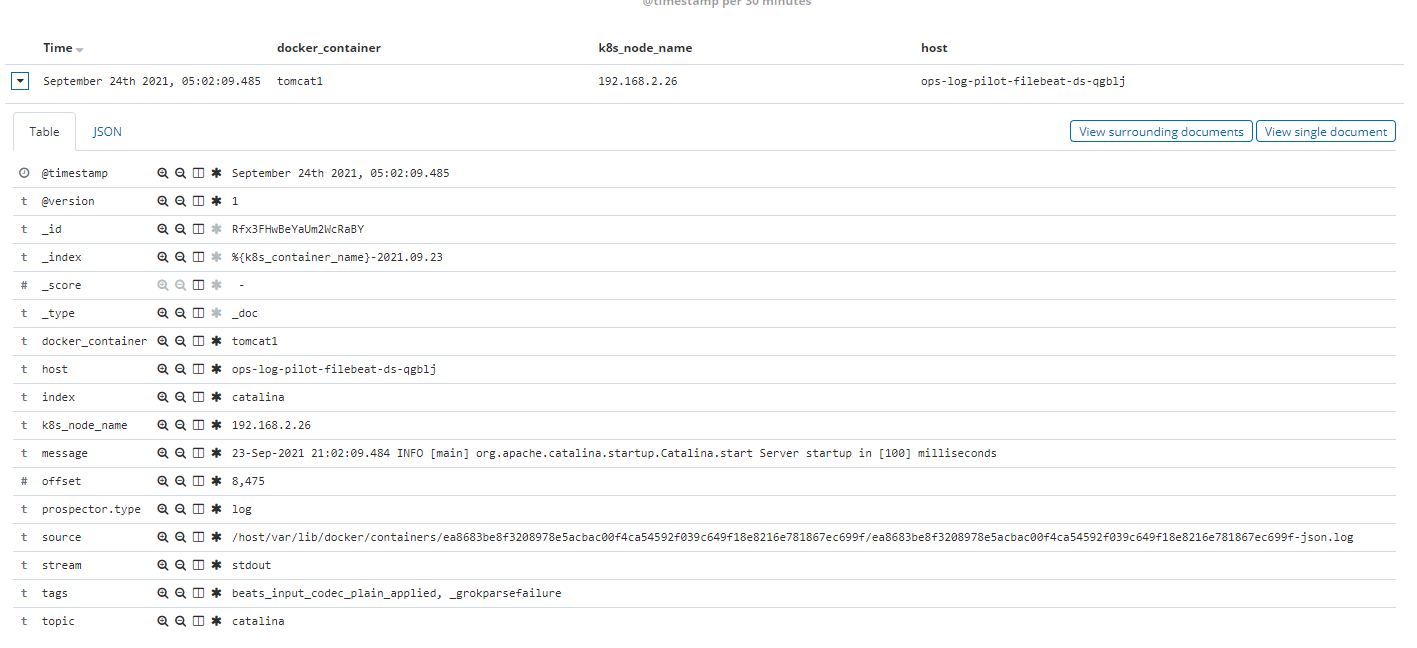 @timestamp per 30 minutes
Time docker_container k8s_node_name host
September 24th 2021, 05:02:09.485 tomcat1 192.168.2.26 ops-log-pilot-filebeat-ds-qgblj
Table JSON View surrounding documents View single document
@timestamp September 24th 2021, 05:02:09.485
t @version 1
t _id Rfx3FHwBeYaUm2WcRaBY
t _index %{k8s_container_name}-2021.09.23
# _score -
t _type _doc
t docker_container tomcat1
t host ops-log-pilot-filebeat-ds-qgblj
t index catalina
t k8s_node_name 192.168.2.26
t message 23-Sep-2021 21:02:09.484 INFO [main] org.apache.catalina.startup.Catalina.start Server startup in [100] milliseconds
# offset 8,475
t prospector.type log
t source /host/var/lib/docker/containers/ea8683be8f3208978e5acbac00f4ca54592f039c649f18e8216e781867ec699f/ea8683be8f3208978e5acbac00f4ca54592f039c649f18e8216e781867ec699f-json.log
t stream stdout
t tags beats_input_codec_plain_applied, _grokparsefailure
t topic catalina